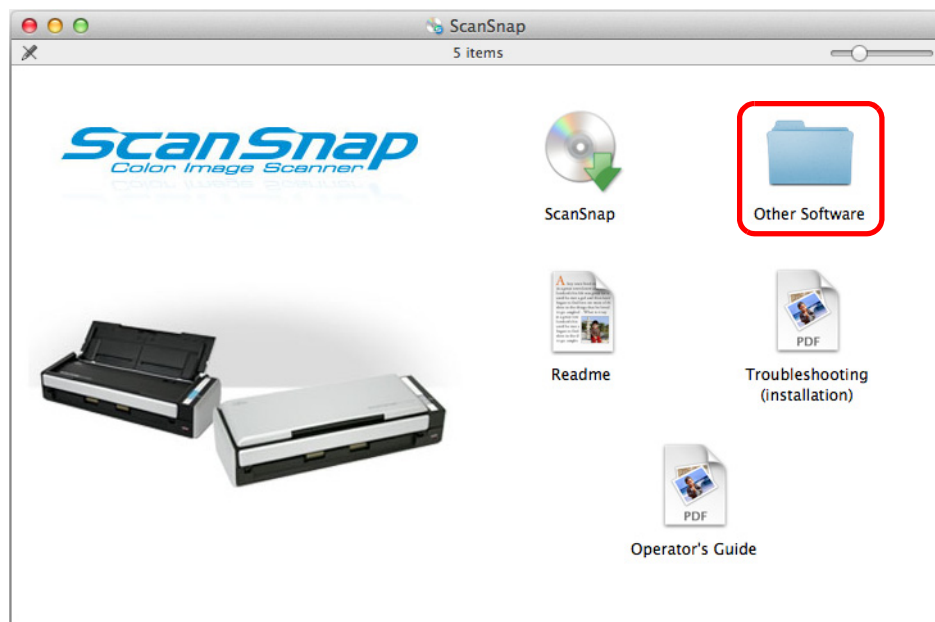 ScanSnap
5 items
ScanSnap
Color Image Scanner
ScanSnap
Other Software
Readme
PDF
Troubleshooting
(installation)
PDF
Operator's Guide